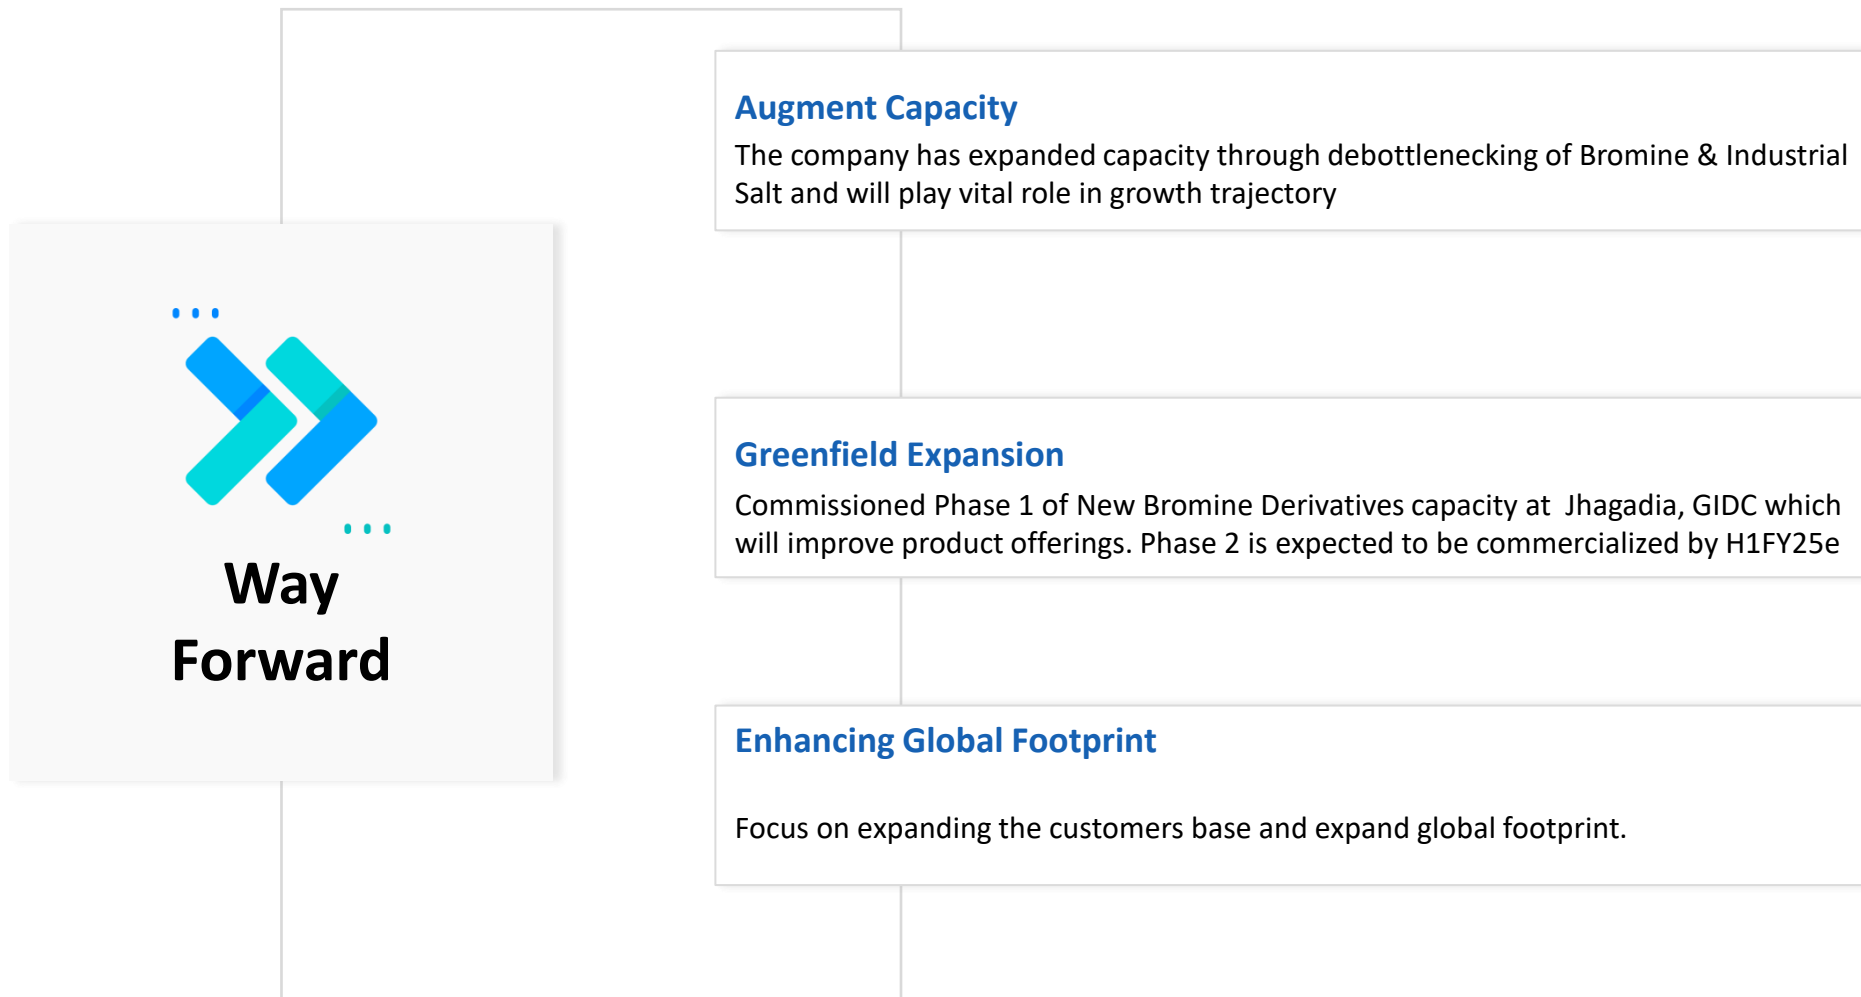 Way
Forward
Augment Capacity
The company has expanded capacity through debottlenecking of Bromine & Industrial
Salt and will play vital role in growth trajectory
Greenfield Expansion
Commissioned Phase 1 of New Bromine Derivatives capacity at Jhagadia, GIDC which
will improve product offerings. Phase 2 is expected to be commercialized by H1FY25e
Enhancing Global Footprint
Focus on expanding the customers base and expand global footprint.